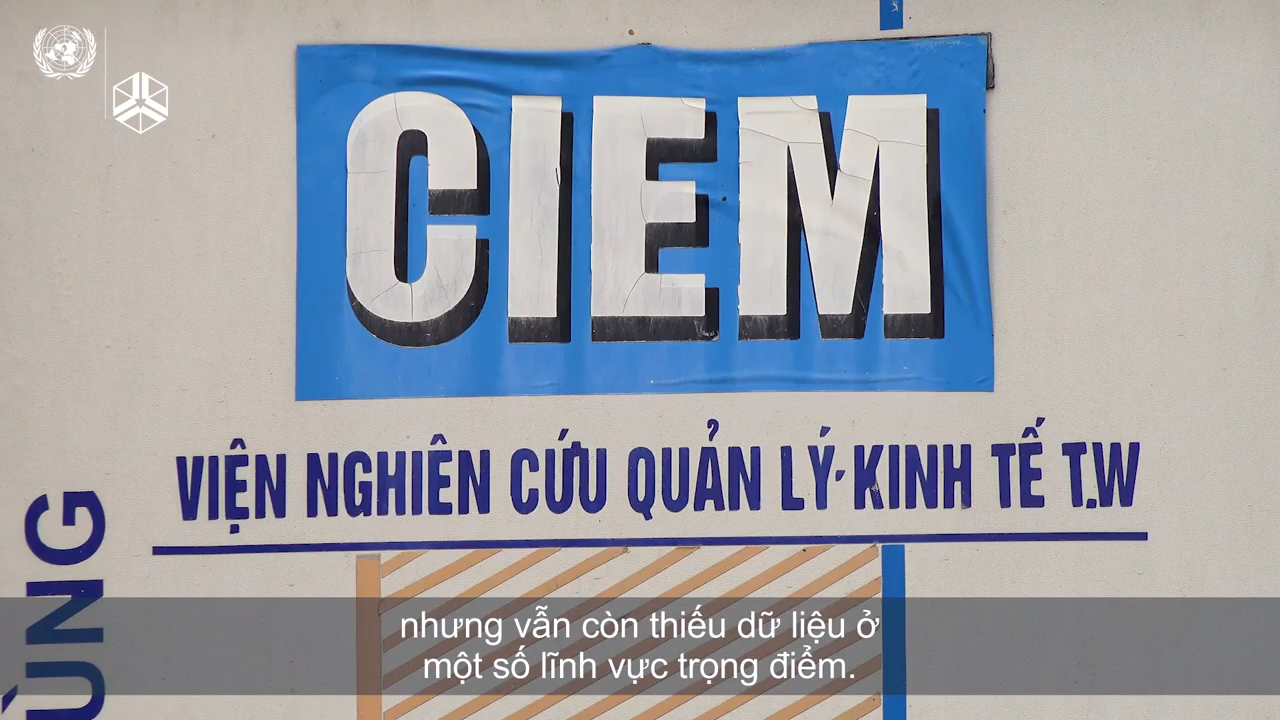 CIEM
VIỆN NGHIÊN CỨU QUẢN LÝ KINH TẾ T.W
nhưng vẫn còn thiếu dữ liệu ở
một số lĩnh vực trọng điểm.